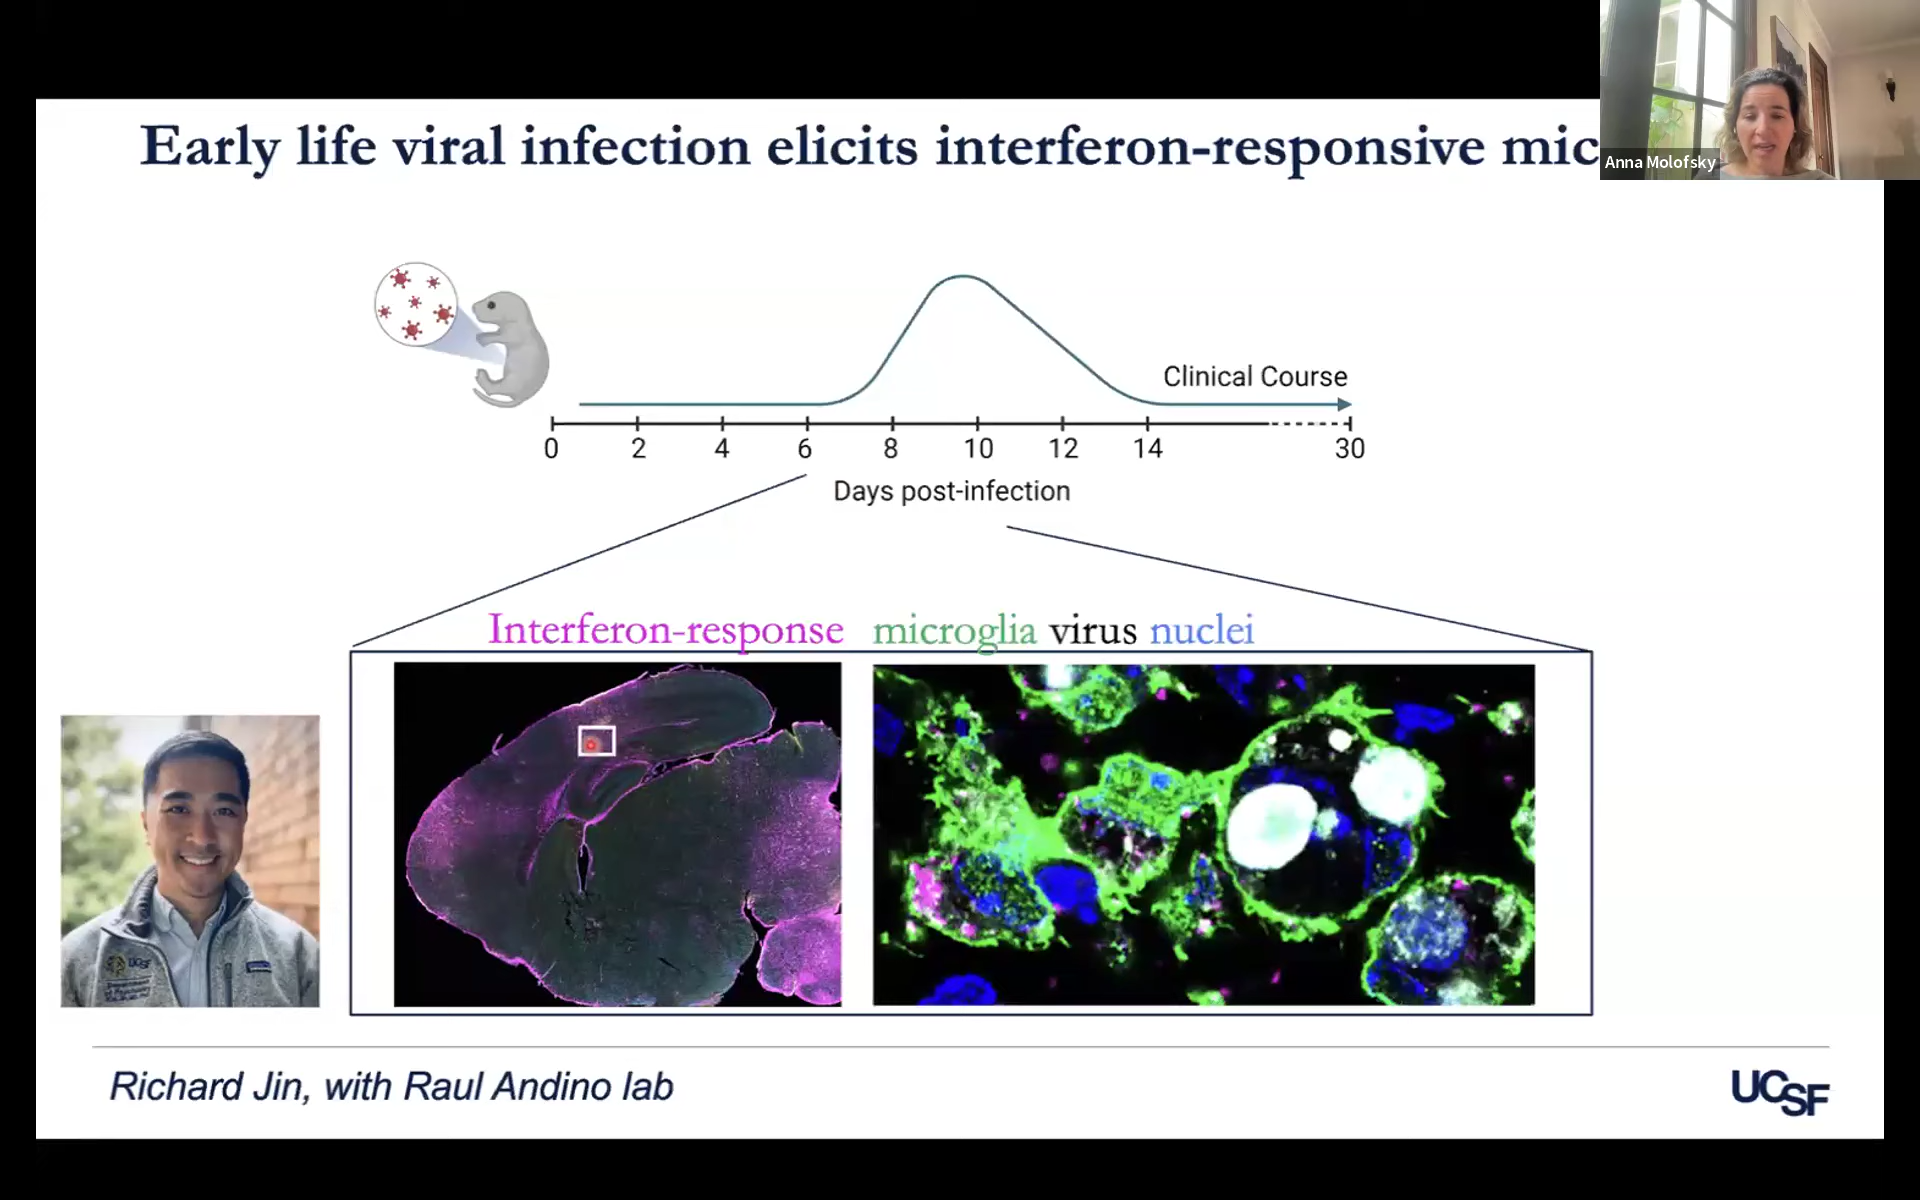 Early life viral infection elicits interferon-responsive mic
Anna Molofsky
Clinical Course
0 2 4 6 8 10 12 14 30
Days post-infection
Interferon-response microglia virus nuclei
UCSF
Richard Jin, with Raul Andino lab
UCSF